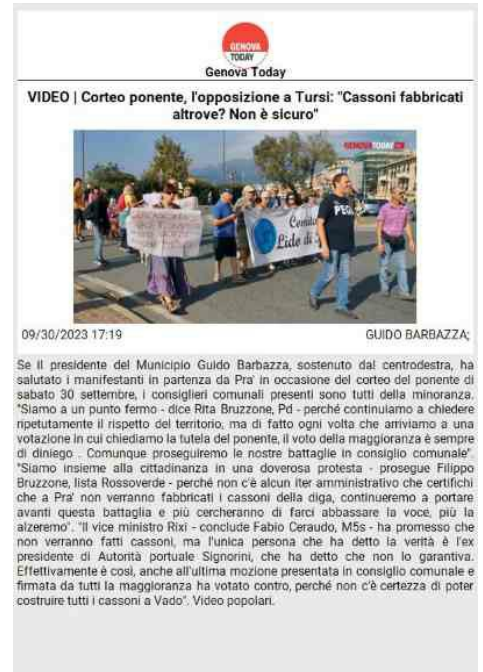 GENOVA
TODAY
Genova Today
VIDEO | Corteo ponente, l'opposizione a Tursi: "Cassoni fabbricati
altrove? Non è sicuro"
GENOVATODAY
PEGLI
Comitato
Lido di
09/30/2023 17:19
GUIDO BARBAZZA;
Se il presidente del Municipio Guido Barbazza, sostenuto dal centrodestra, ha
salutato i manifestanti in partenza da Pra' in occasione del corteo del ponente di
sabato 30 settembre, i consiglieri comunali presenti sono tutti della minoranza.
"Siamo a un punto fermo - dice Rita Bruzzone, Pd - perché continuiamo a chiedere
ripetutamente il rispetto del territorio, ma di fatto ogni volta che arriviamo a una
votazione in cui chiediamo la tutela del ponente, il voto della maggioranza è sempre
di diniego . Comunque proseguiremo le nostre battaglie in consiglio comunale".
"Siamo insieme alla cittadinanza in una doverosa protesta - prosegue Filippo
Bruzzone, lista Rossoverde - perché non c'è alcun iter amministrativo che certifichi
che a Pra' non verranno fabbricati i cassoni della diga, continueremo a portare
avanti questa battaglia e più cercheranno di farci abbassare la voce, più la
alzeremo". "Il vice ministro Rixi - conclude Fabio Ceraudo, M5s - ha promesso che
non verranno fatti cassoni, ma l'unica persona che ha detto la verità è l'ex
presidente di Autorità portuale Signorini, che ha detto che non lo garantiva.
Effettivamente è così, anche all'ultima mozione presentata in consiglio comunale e
firmata da tutti la maggioranza ha votato contro, perché non c'è certezza di poter
costruire tutti i cassoni a Vado". Video popolari.